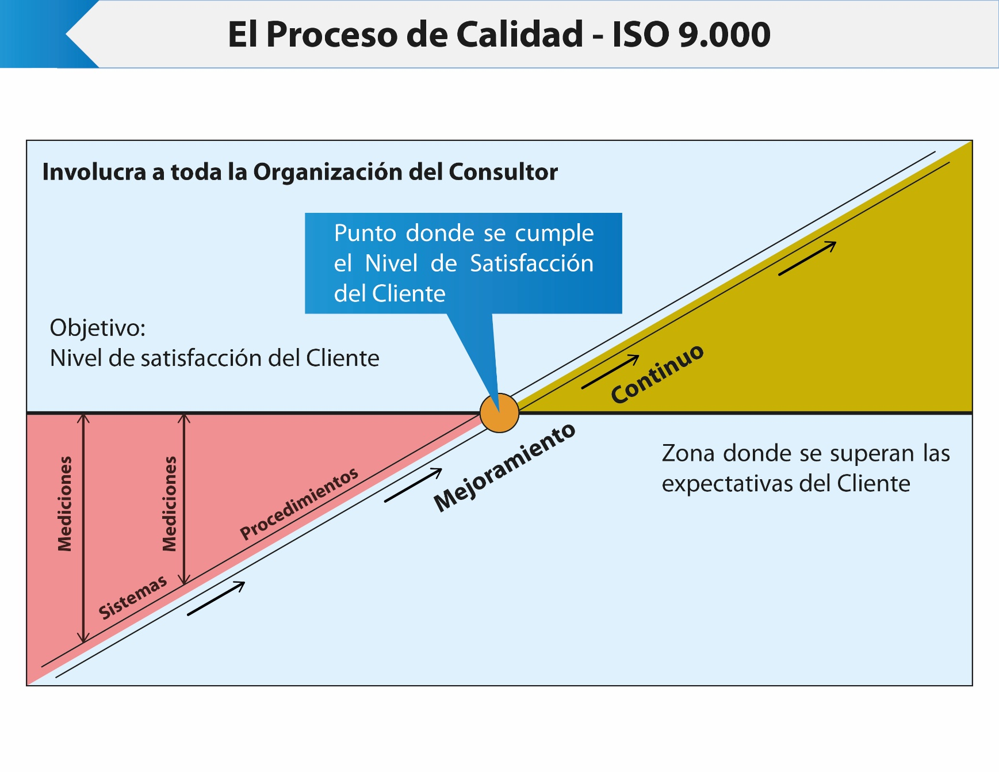 El Proceso de Calidad - ISO 9.000
Involucra a toda la Organización del Consultor
Punto donde se cumple
el Nivel de Satisfacción
del Cliente
Objetivo:
Nivel de satisfacción del Cliente
Continuo
Mejoramiento
Zona donde se superan las
expectativas del Cliente
Mediciones
Mediciones
Procedimientos
Sistemas